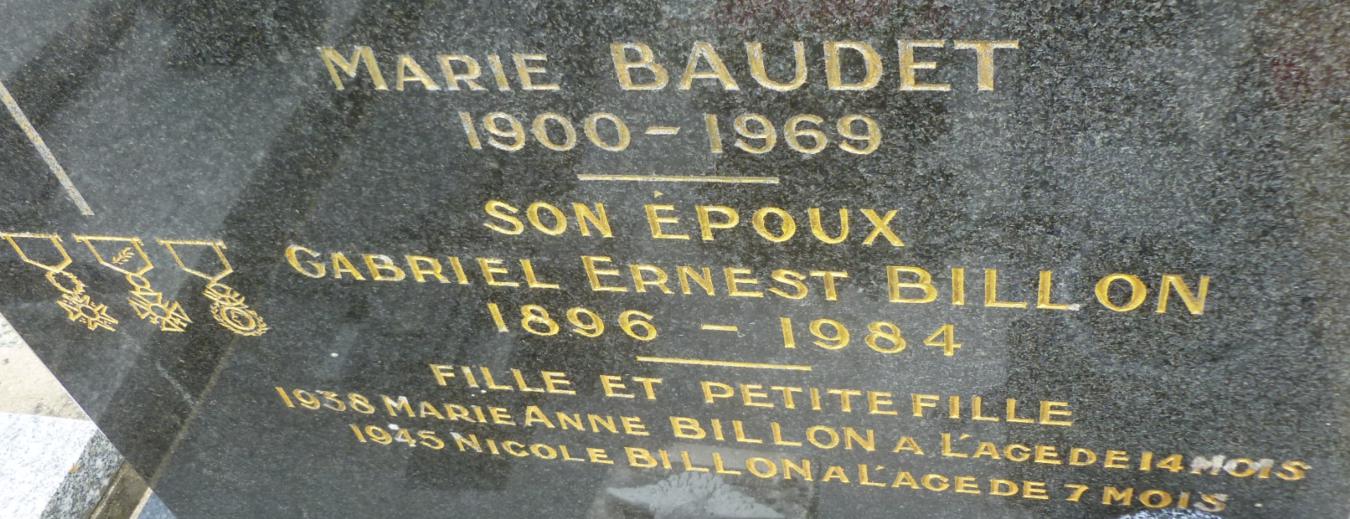 MARIE BAUDET
1900 – 1969
SON ÉPOUX
GABRIEL ERNEST BILLON
1896 – 1984
FILLE ET PETITE FILLE
1938 MARIE ANNE BILLON A L'AGE DE 14 MOIS
1945 NICOLE BILLON A L'AGE DE 7 MOIS